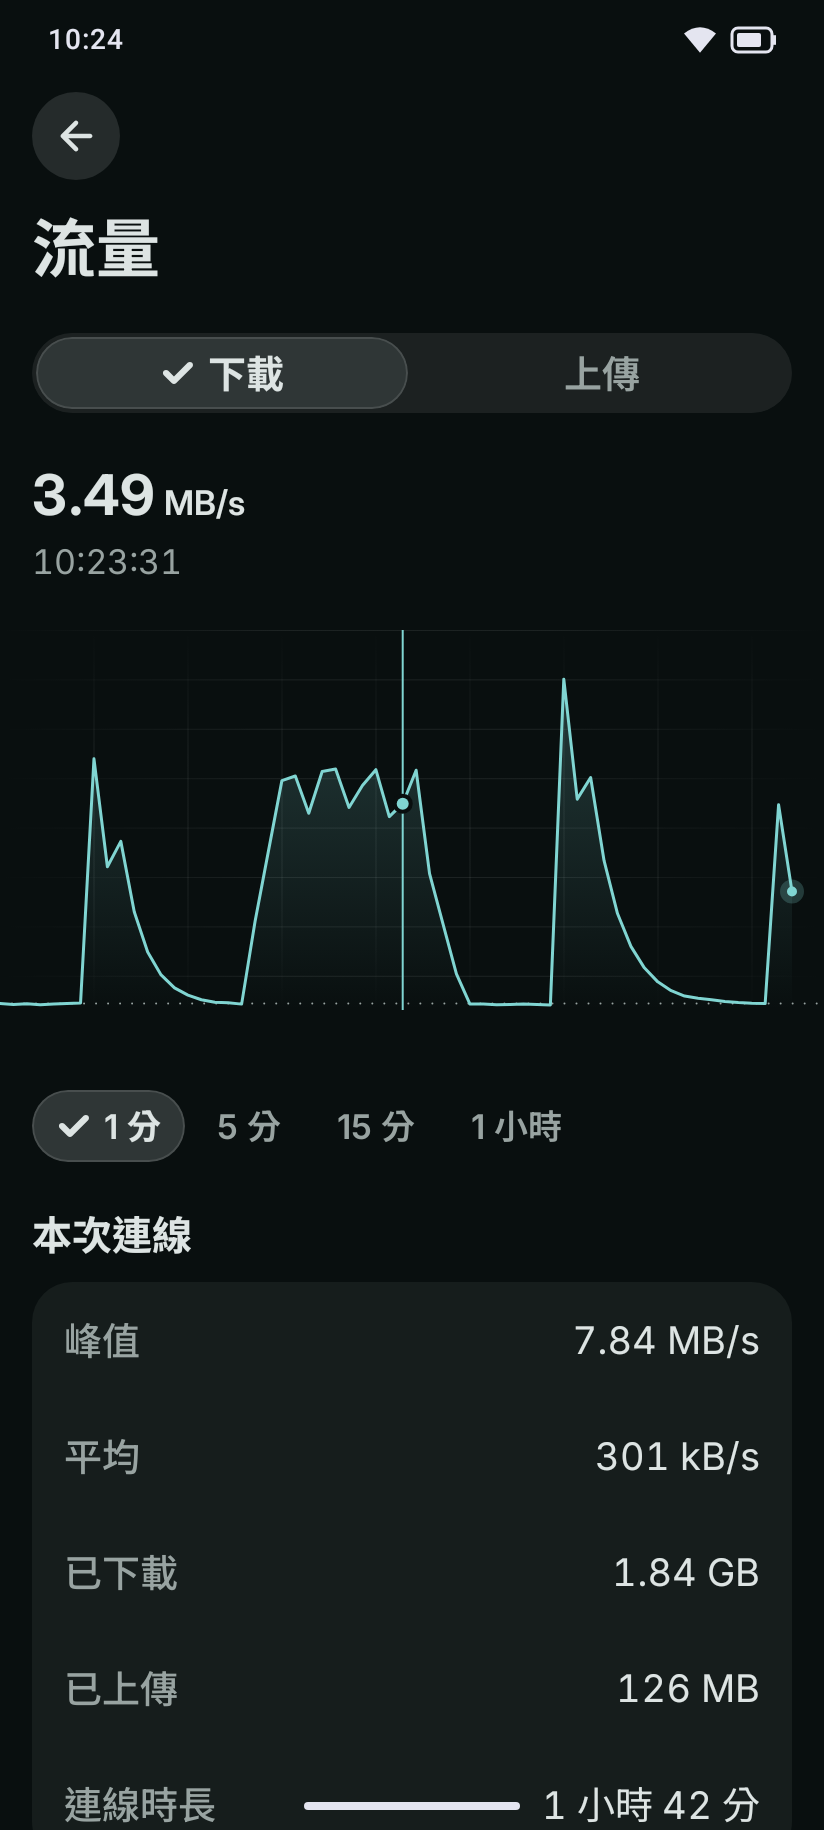 10:24
流量
下載
上傳
3.49 MB/s
10:23:31
1 分
5 分
15 分
1 小時
本次連線
峰值
7.84 MB/s
平均
301 kB/s
已下載
1.84 GB
已上傳
126 MB
連線時長
1 小時 42 分